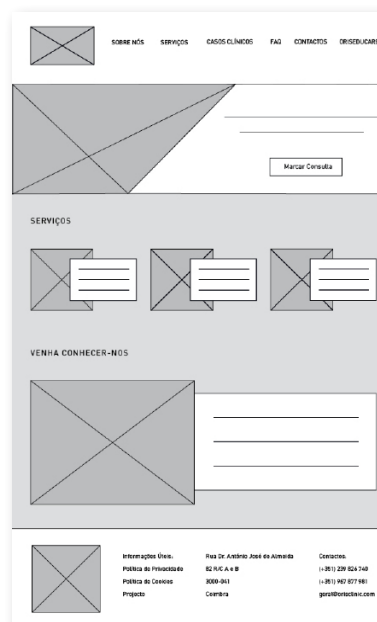 SOBRE NÓS SERVIÇOS CASOS CLÍNICOS FAQ CONTACTOS ORISEDUCARE
Marcar Consulta
SERVIÇOS
VENHA CONHECER-NOS
Informações Úteis: Rua Dr. António José de Almeida Contactos:
Política de Privacidade 82 R/C A e B (+351) 239 824 740
Política de Cookies 3000-041 (+351) 967 877 981
Projecto Coimbra geral@orisclinic.com